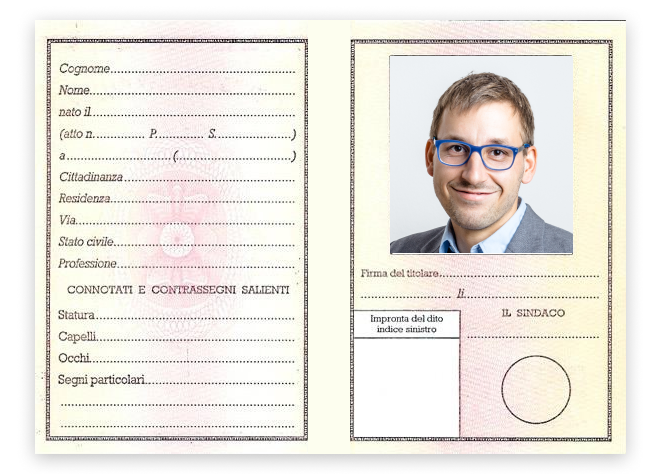 Cognome
Nome
nato il
(atto n. P. S. )
a ( )
Cittadinanza
Residenza
Via
Stato civile
Professione
CONNOTATI E CONTRASSEGNI SALIENTI
Statura
Capelli
Occhi
Segni particolari
Firma del titolare
li
Impronta del dito
indice sinistro
IL SINDACO